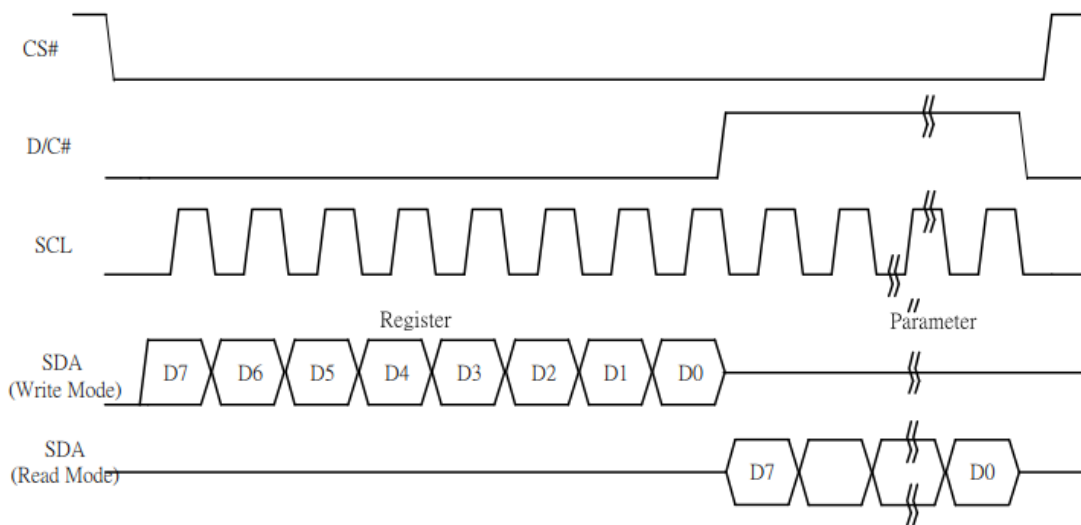 CS#
D/C#
SCL
Register
Parameter
SDA
(Write Mode)
D7 D6 D5 D4 D3 D2 D1 D0
SDA
(Read Mode)
D7 D0